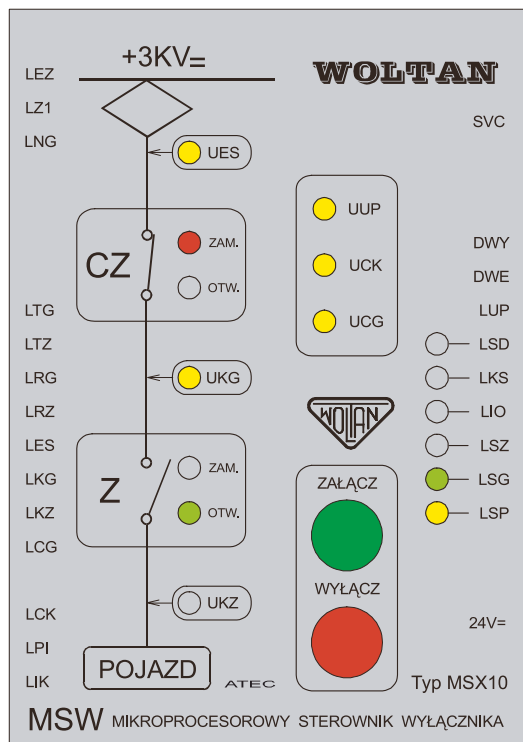 +3KV=
WOLTAN
LEZ
LZ1
LNG
SVC
UES
UUP
UCK
UCG
CZ
ZAM.
OTW.
DWY
DWE
LUP
LSD
LKS
LIO
LSZ
LSG
LSP
LTG
LTZ
LRG
LRZ
LES
LKG
LKZ
LCG
UKG
WOLTAN
Z
ZAM.
OTW.
ZAŁĄCZ
WYŁĄCZ
UKZ
LCK
LPI
LIK
24V=
POJAZD
ATEC
Typ MSX10
MSW MIKROPROCESOROWY STEROWNIK WYŁĄCZNIKA